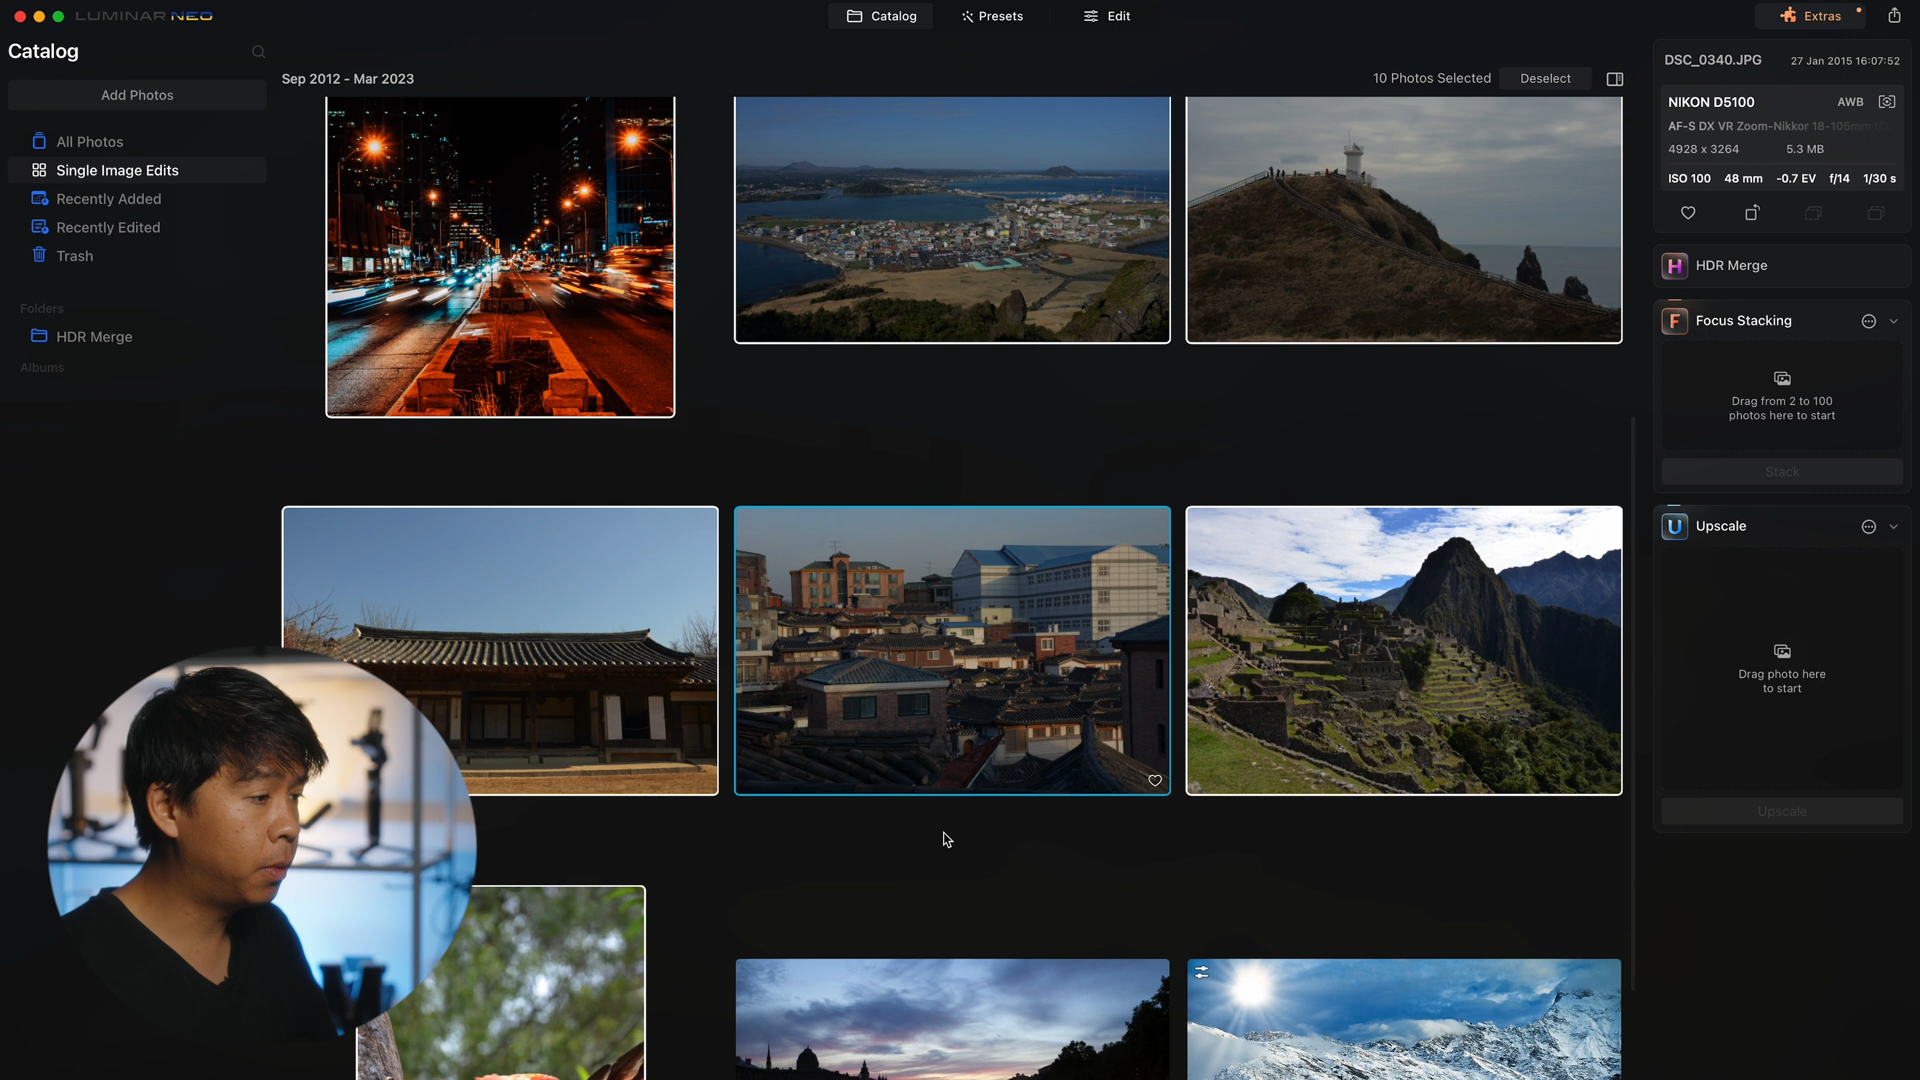 LUMINAR NEO
Catalog
Presets
Edit
Extras
Catalog
Add Photos
All Photos
Single Image Edits
Recently Added
Recently Edited
Trash
Folders
HDR Merge
Albums
Sep 2012 - Mar 2023
10 Photos Selected
Deselect
DSC_0340.JPG
27 Jan 2015 16:07:52
NIKON D5100
AWB
AF-S DX VR Zoom-Nikkor 18-105mm
4928 x 3264
5.3 MB
ISO 100
48 mm
-0.7 EV
f/14
1/30 s
H
HDR Merge
F
Focus Stacking
Drag from 2 to 100
photos here to start
Stack
U
Upscale
Drag photo here
to start
Upscale